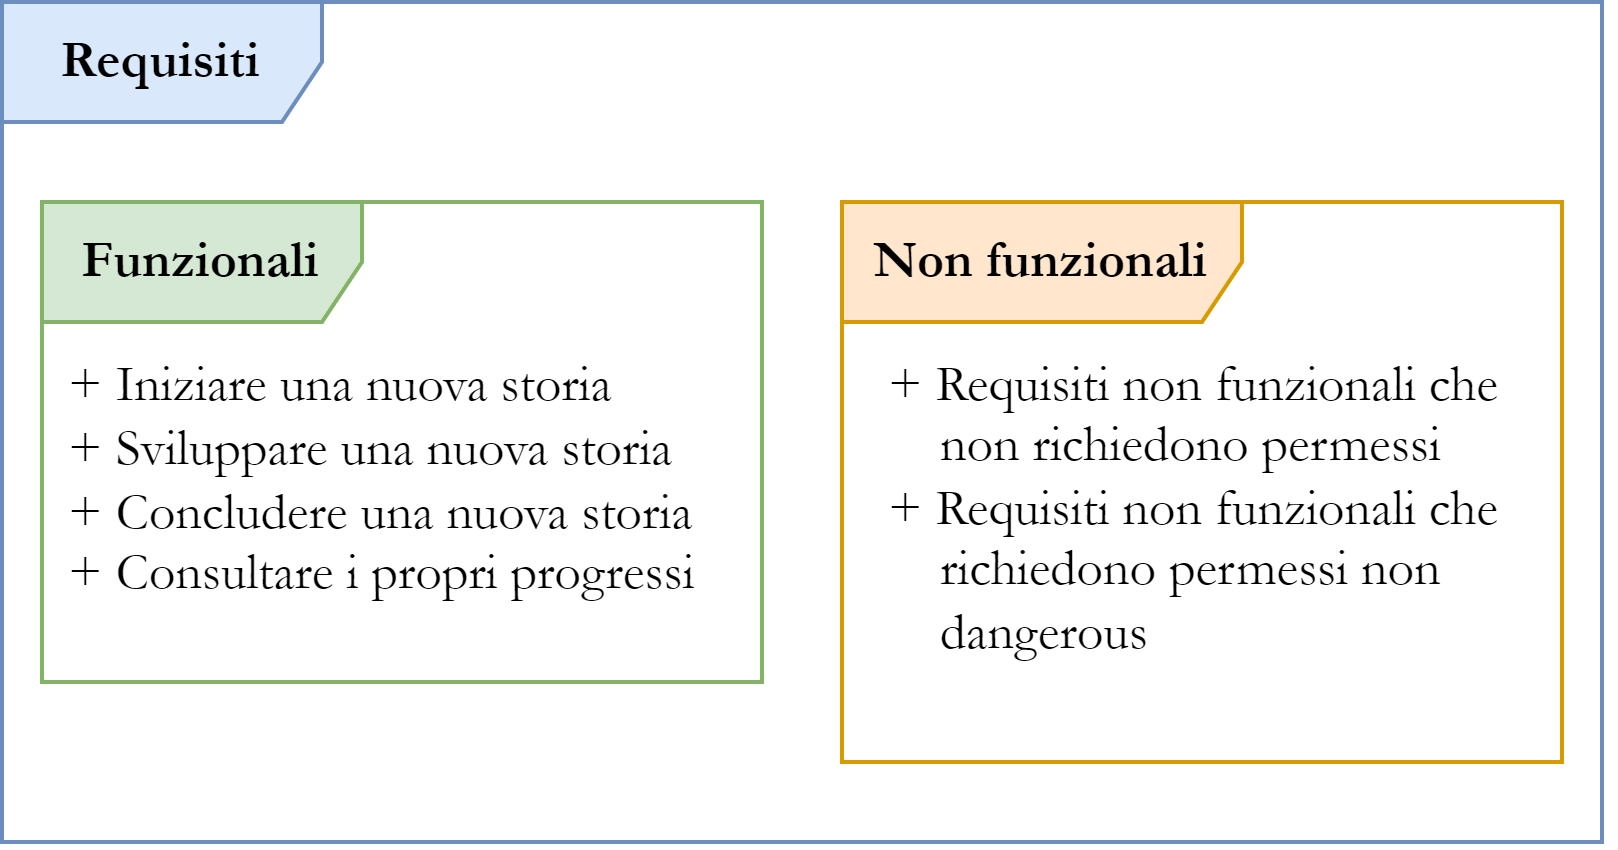 Requisiti
Funzionali
+ Iniziare una nuova storia
+ Sviluppare una nuova storia
+ Concludere una nuova storia
+ Consultare i propri progressi
Non funzionali
+ Requisiti non funzionali che
non richiedono permessi
+ Requisiti non funzionali che
richiedono permessi non
dangerous